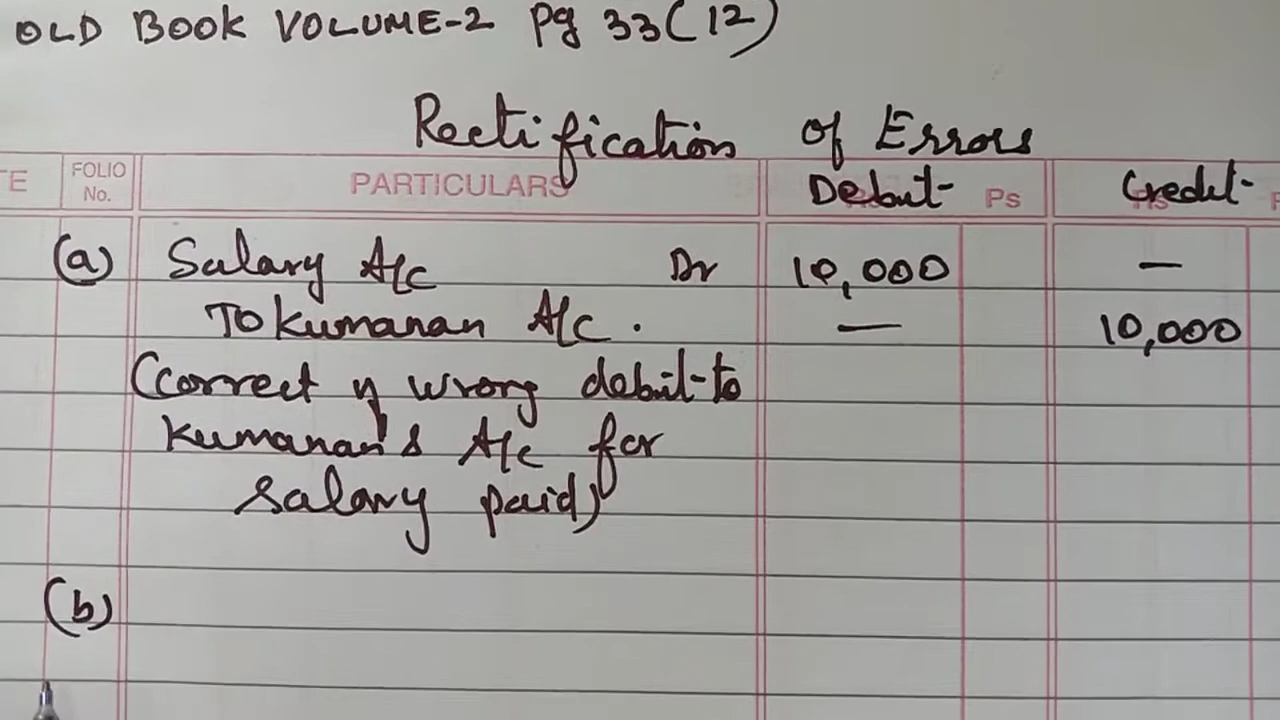 OLD BOOK VOLUME-2 Pg 33(12)
Rectification of Errors
E FOLIO No. PARTICULARS Debit- Ps Credit-
(a) Salary A/c Dr 10,000 —
To Kumanan A/c. — 10,000
(correct y wrong debit-to
Kumanan's A/c for
salary paid)
(b)